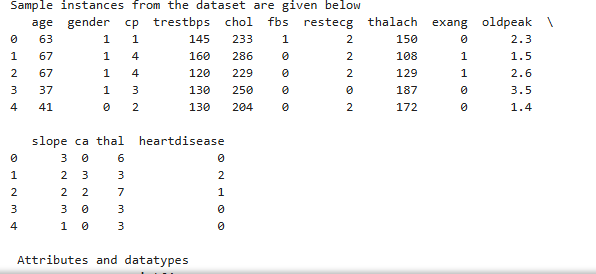 Sample instances from the dataset are given below
age gender cp trestbps chol fbs restecg thalach exang oldpeak \
0 63 1 1 145 233 1 2 150 0 2.3
1 67 1 4 160 286 0 2 108 1 1.5
2 67 1 4 120 229 0 2 129 1 2.6
3 37 1 3 130 250 0 0 187 0 3.5
4 41 0 2 130 204 0 2 172 0 1.4
slope ca thal heartdisease
0 3 0 6 0
1 2 3 3 2
2 2 2 7 1
3 3 0 3 0
4 1 0 3 0
Attributes and datatypes